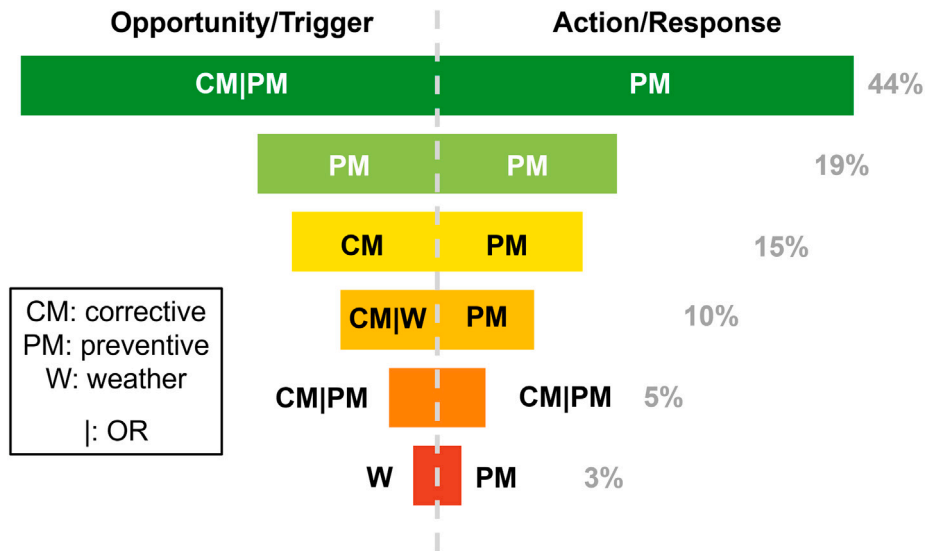 Opportunity/Trigger Action/Response
CM|PM PM 44%
PM PM 19%
CM PM 15%
CM|W PM 10%
CM|PM CM|PM 5%
W PM 3%
CM: corrective
PM: preventive
W: weather
|: OR